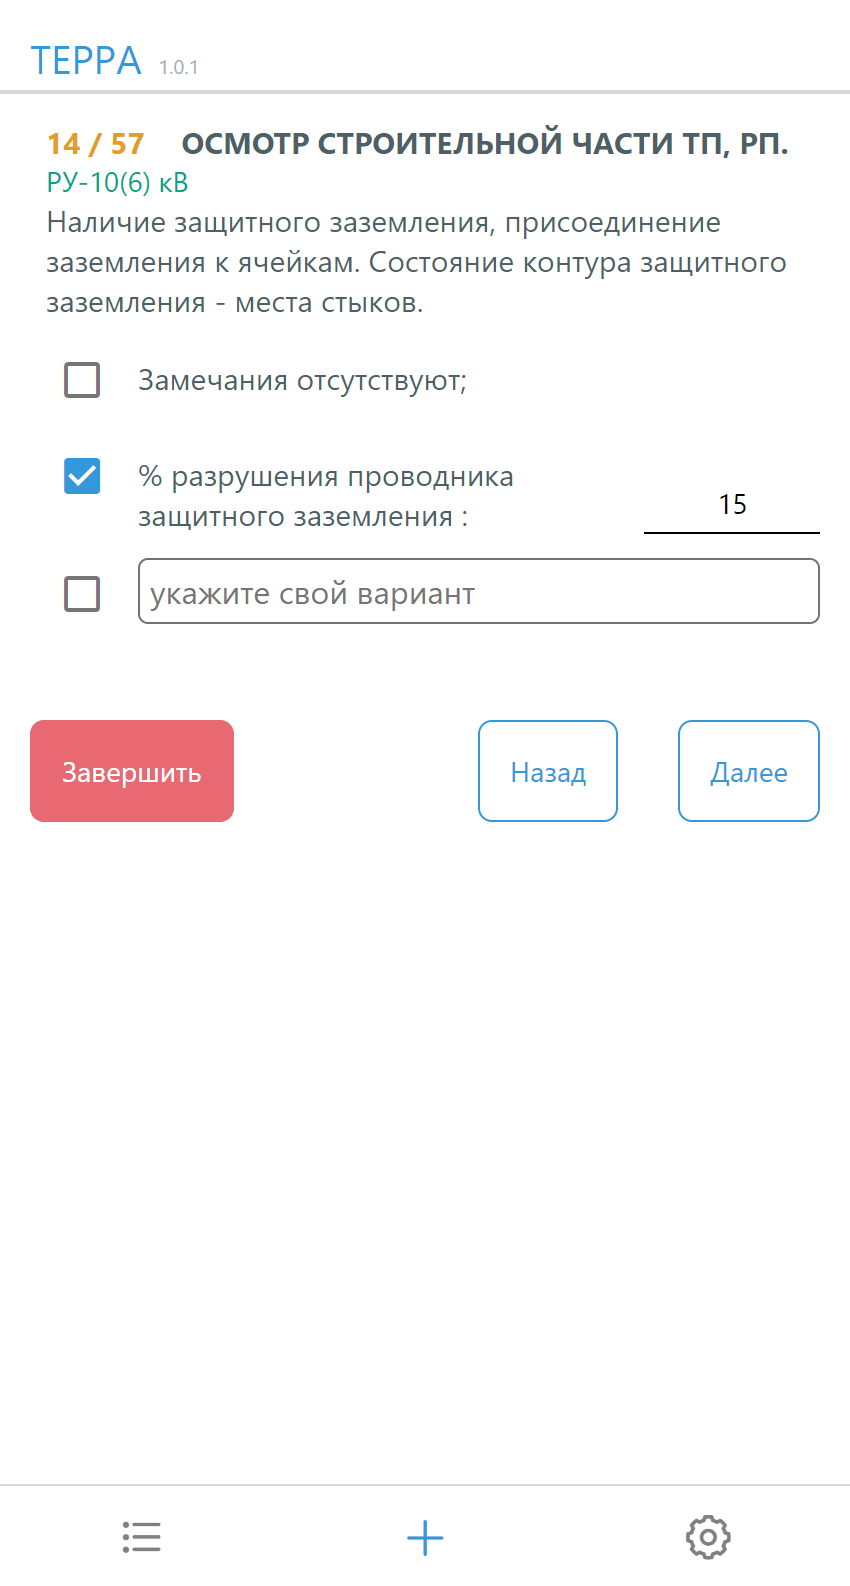 ТЕРРА 1.0.1
14 / 57 ОСМОТР СТРОИТЕЛЬНОЙ ЧАСТИ ТП, РП.
РУ-10(6) кВ
Наличие защитного заземления, присоединение
заземления к ячейкам. Состояние контура защитного
заземления - места стыков.
Замечания отсутствуют;
% разрушения проводника
защитного заземления :
15
укажите свой вариант
Завершить Назад Далее